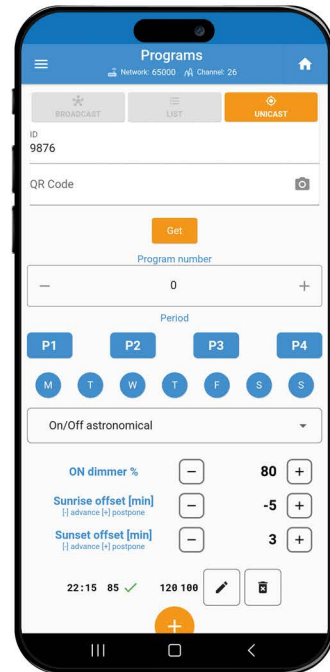 Programs
Network: 65000 Channel: 26
BROADCAST LIST UNICAST
ID
9876
QR Code
Get
Program number
− 0 +
Period
P1 P2 P3 P4
M T W T F S S
On/Off astronomical
ON dimmer % − 80 +
Sunrise offset [min] − -5 +
[-] advance [+] postpone
Sunset offset [min] − 3 +
[-] advance [+] postpone
22:15 85 120 100
+